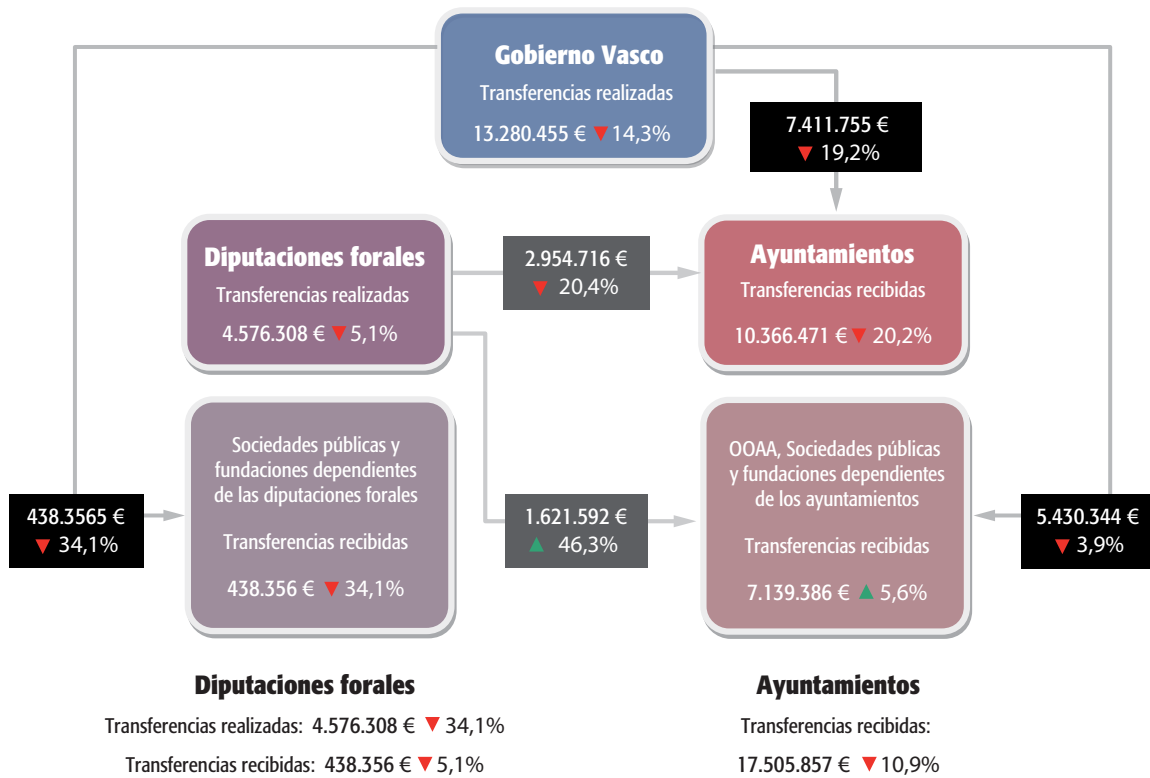 Gobierno Vasco
Transferencias realizadas
13.280.455 € ▼ 14,3%
7.411.755 €
▼ 19,2%
Diputaciones forales
Transferencias realizadas
4.576.308 € ▼ 5,1%
2.954.716 €
▼ 20,4%
Ayuntamientos
Transferencias recibidas
10.366.471 € ▼ 20,2%
438.3565 €
▼ 34,1%
Sociedades públicas y
fundaciones dependientes
de las diputaciones forales
Transferencias recibidas
438.356 € ▼ 34,1%
1.621.592 €
▲ 46,3%
OOAA, Sociedades públicas
y fundaciones dependientes
de los ayuntamientos
Transferencias recibidas
7.139.386 € ▲ 5,6%
5.430.344 €
▼ 3,9%
Diputaciones forales
Transferencias realizadas: 4.576.308 € ▼ 34,1%
Transferencias recibidas: 438.356 € ▼ 5,1%
Ayuntamientos
Transferencias recibidas:
17.505.857 € ▼ 10,9%